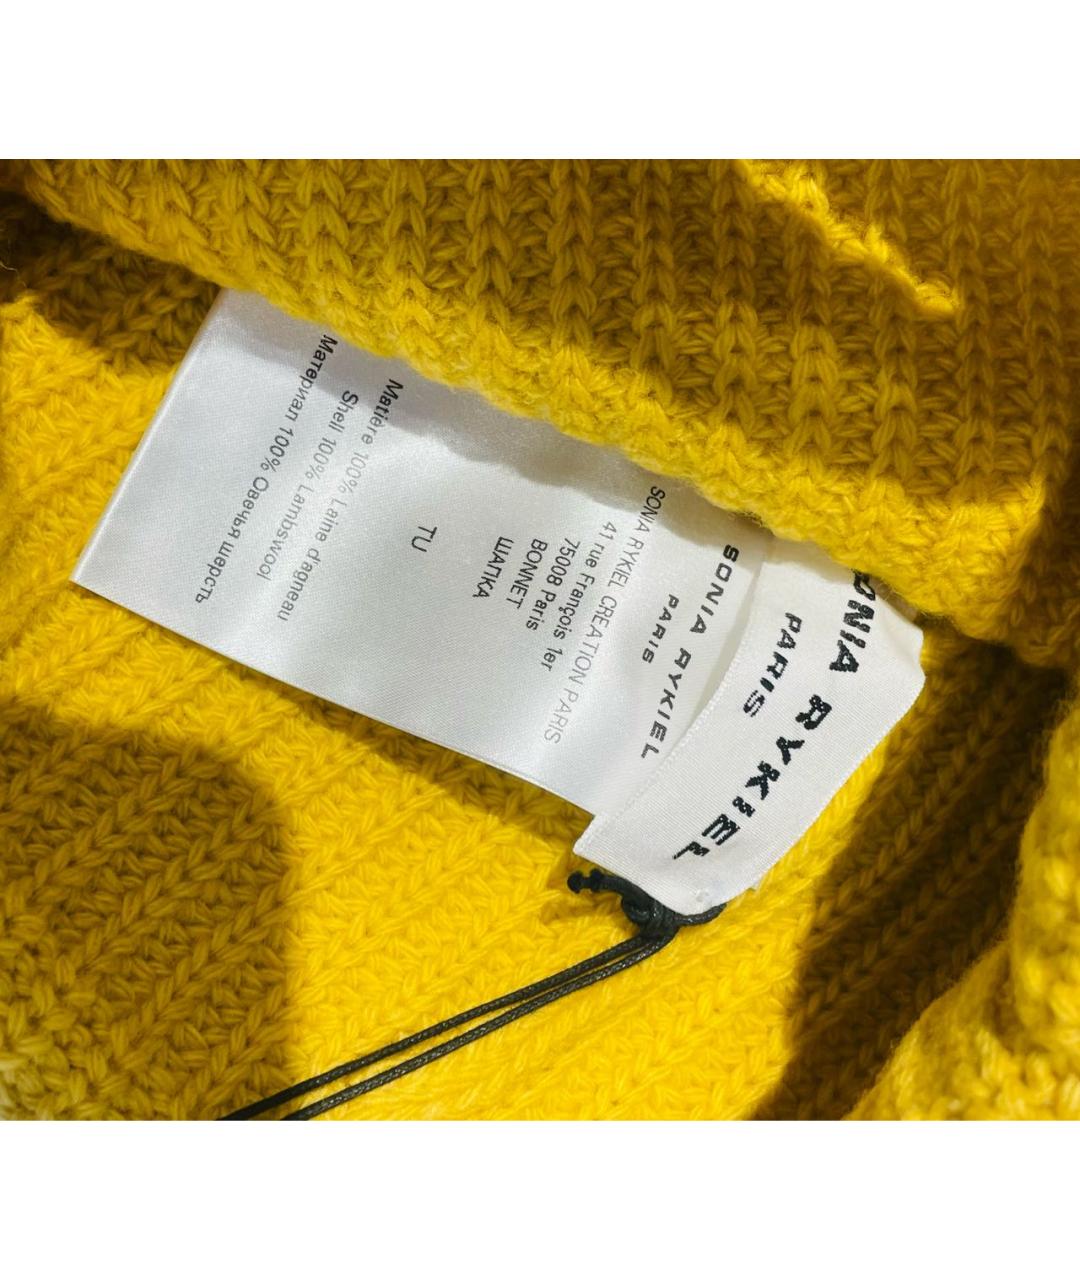 SONIA RYKIEL
PARIS
SONIA RYKIEL
PARIS
SONIA RYKIEL CREATION PARIS
41 rue François 1er
75008 Paris
BONNET
ШАПКА
TU
Matière 100% Laine d'agneau
Shell 100% Lambswool
Материал 100% Овечья шерсть